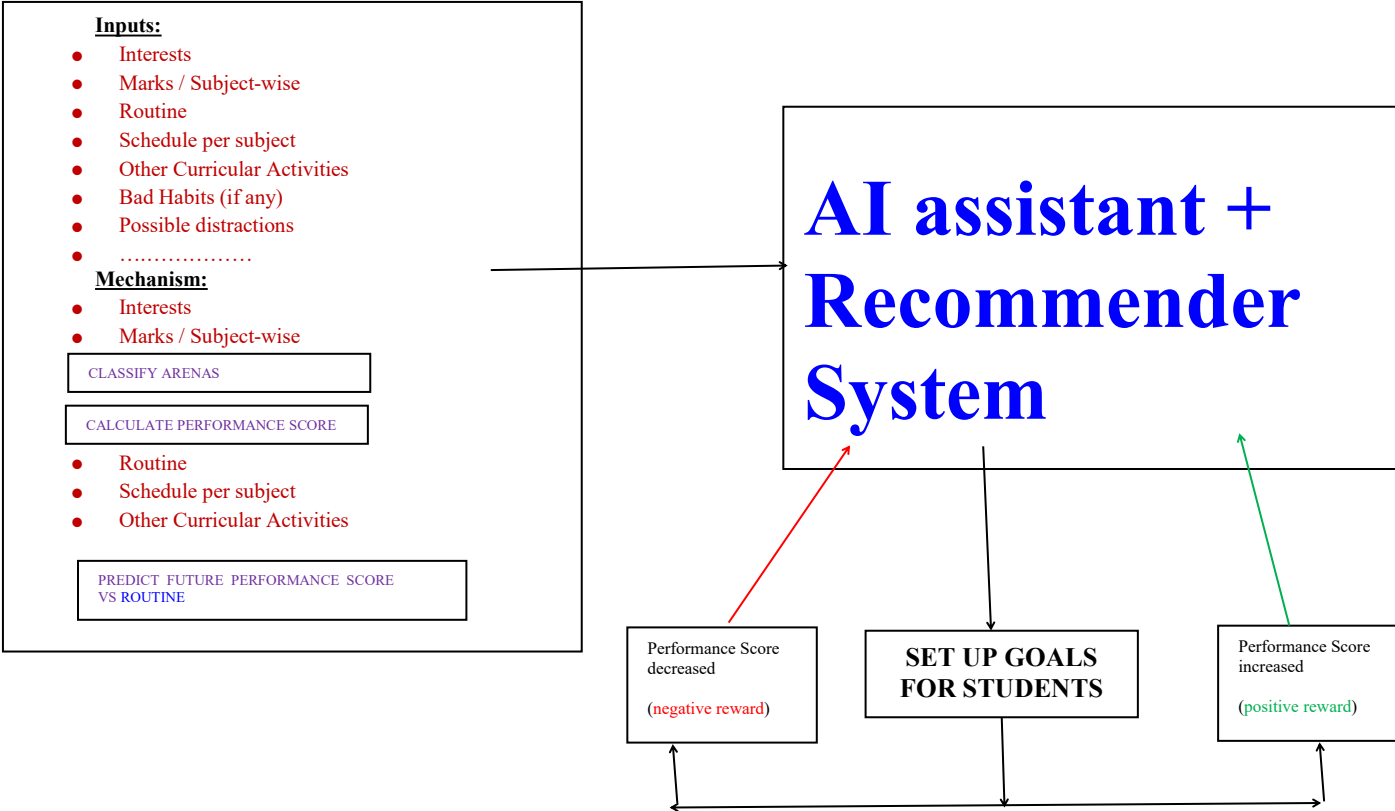 Inputs:
● Interests
● Marks / Subject-wise
● Routine
● Schedule per subject
● Other Curricular Activities
● Bad Habits (if any)
● Possible distractions
● ………………
Mechanism:
● Interests
● Marks / Subject-wise
CLASSIFY ARENAS
CALCULATE PERFORMANCE SCORE
● Routine
● Schedule per subject
● Other Curricular Activities
PREDICT FUTURE PERFORMANCE SCORE
VS ROUTINE
AI assistant +
Recommender
System
Performance Score
decreased
(negative reward)
SET UP GOALS
FOR STUDENTS
Performance Score
increased
(positive reward)